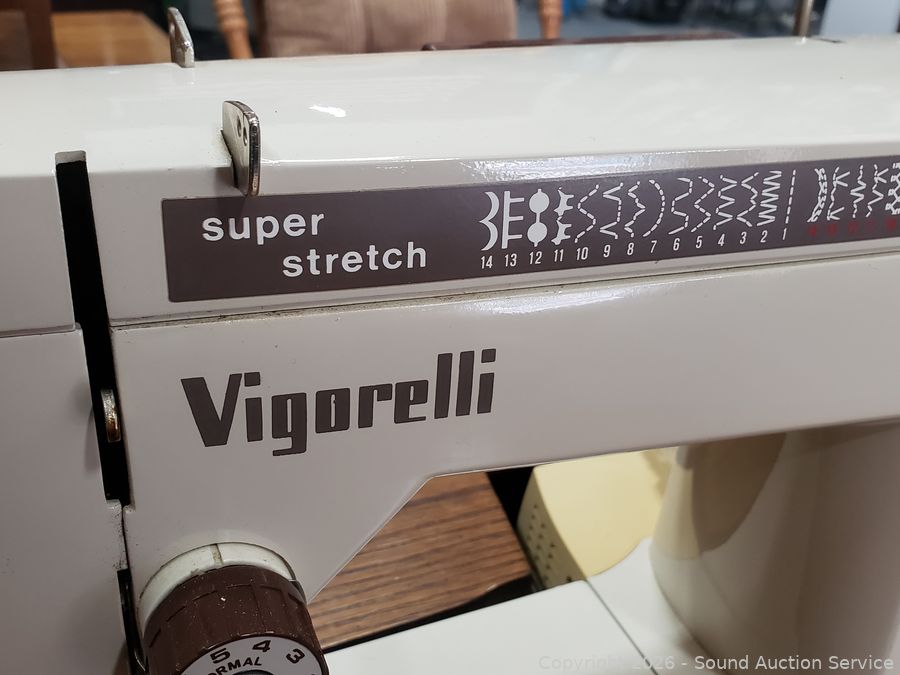 super
stretch
14 13 12 11 10 9 8 7 6 5 4 3 2 1
Vigorelli
5 4 3
Copyright 2026 - Sound Auction Service